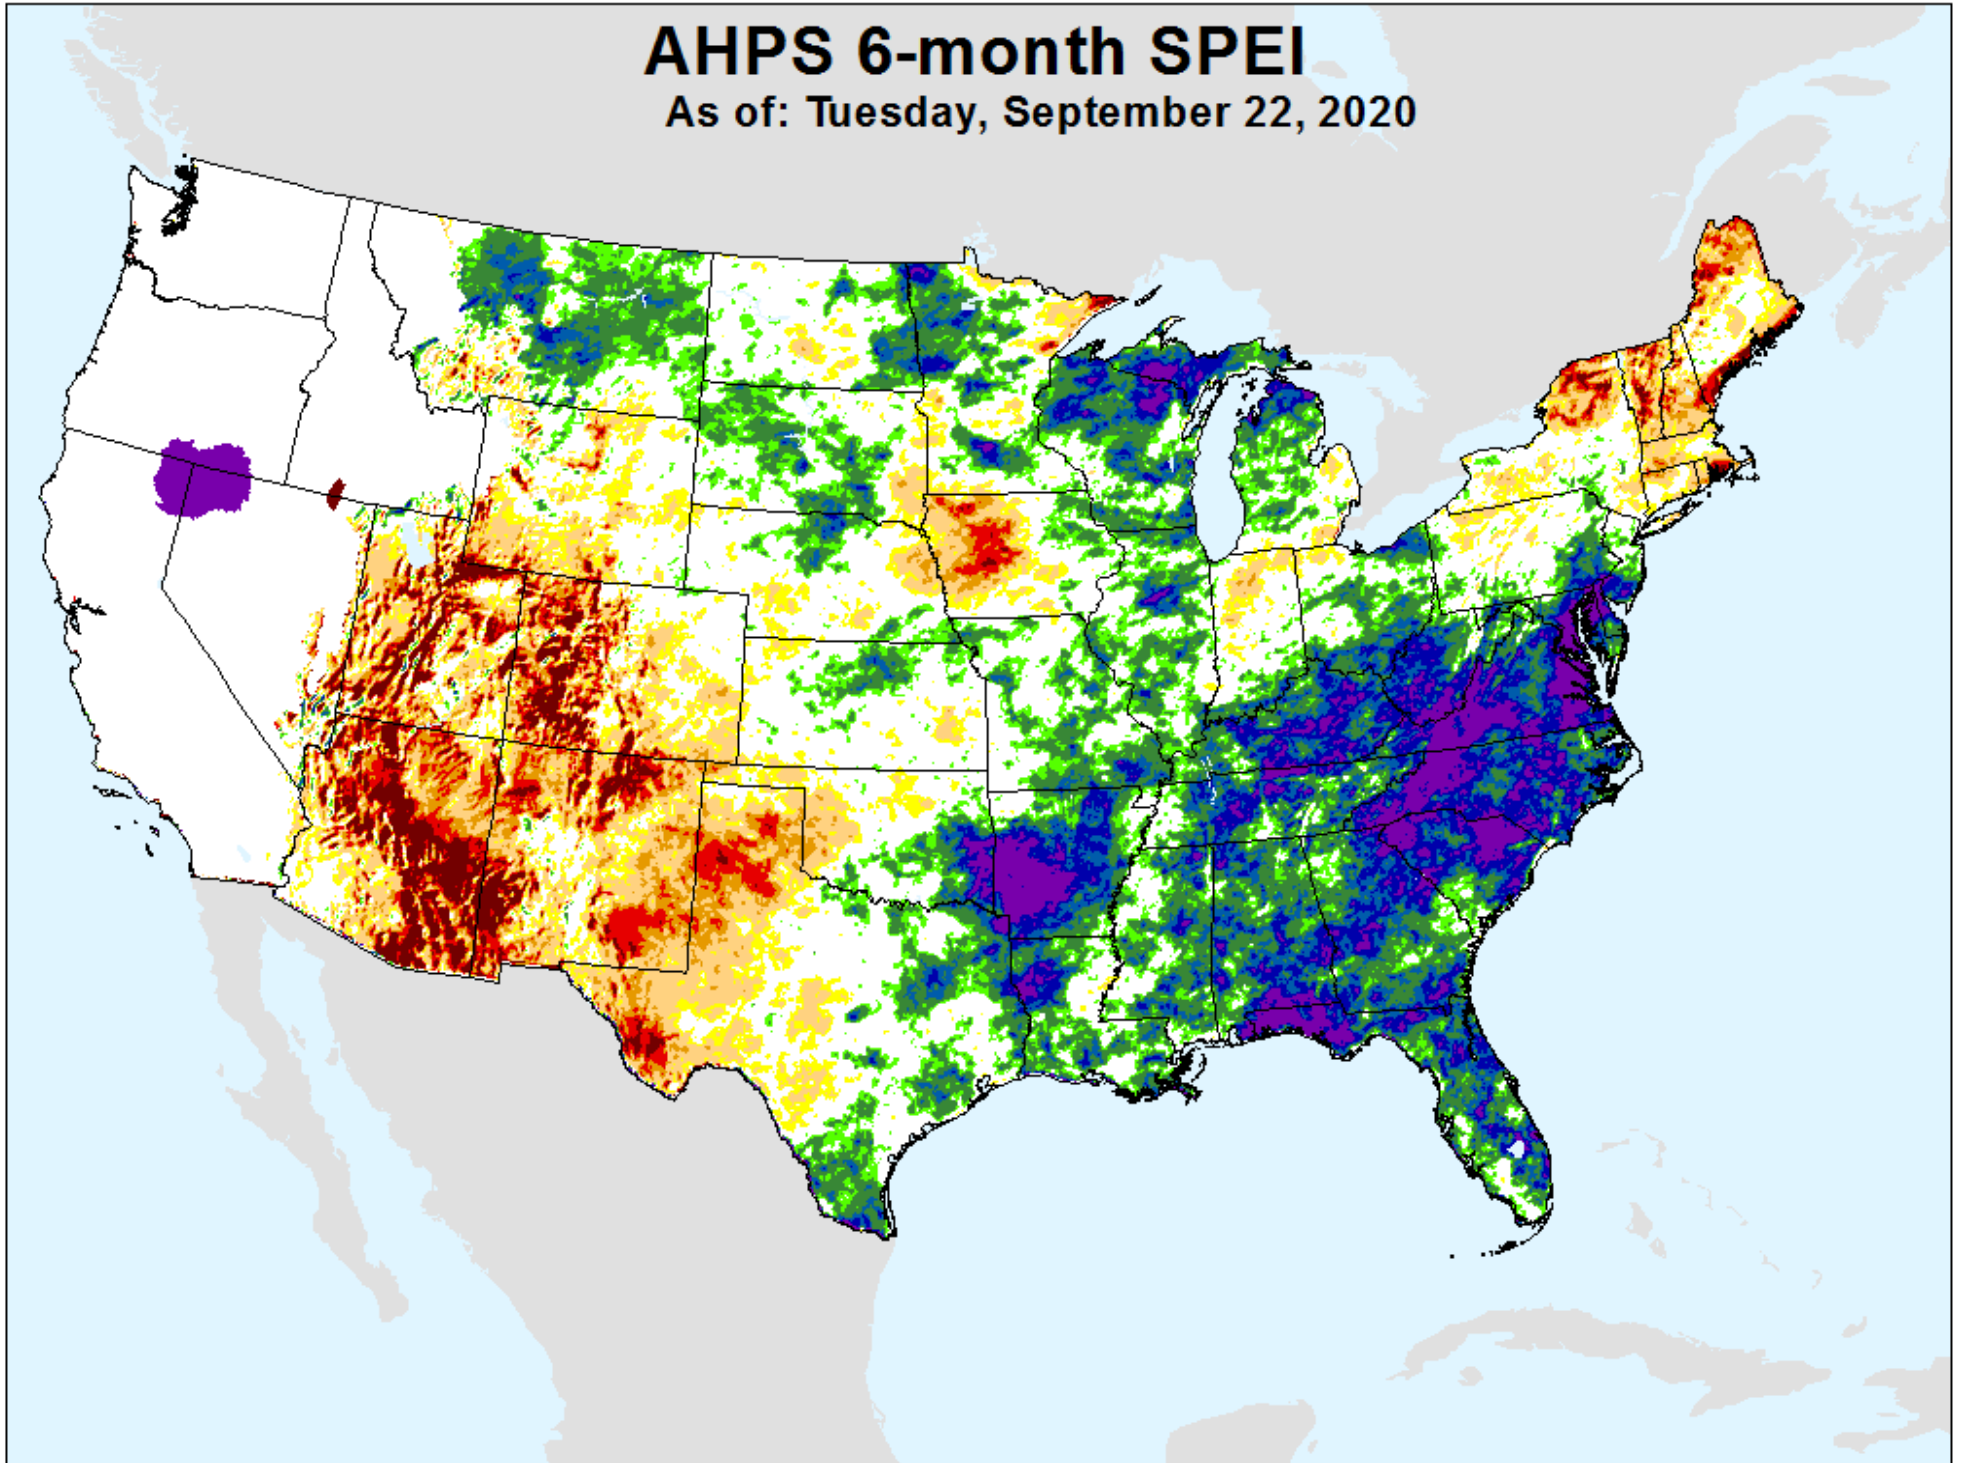 AHPS 6-month SPEI
As of: Tuesday, September 22, 2020